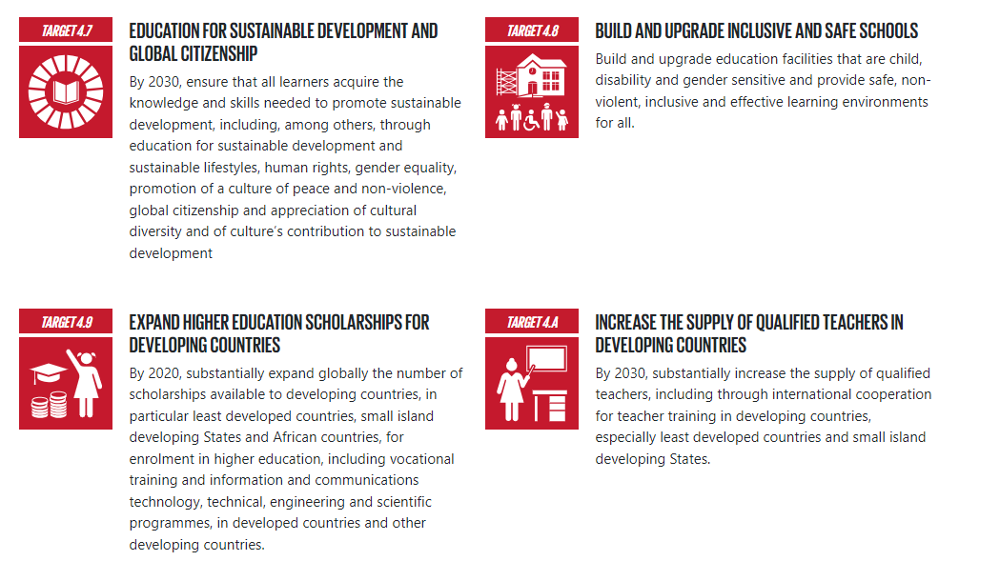 TARGET 4.7
EDUCATION FOR SUSTAINABLE DEVELOPMENT AND
GLOBAL CITIZENSHIP
By 2030, ensure that all learners acquire the
knowledge and skills needed to promote sustainable
development, including, among others, through
education for sustainable development and
sustainable lifestyles, human rights, gender equality,
promotion of a culture of peace and non-violence,
global citizenship and appreciation of cultural
diversity and of culture’s contribution to sustainable
development
TARGET 4.8
BUILD AND UPGRADE INCLUSIVE AND SAFE SCHOOLS
Build and upgrade education facilities that are child,
disability and gender sensitive and provide safe, non-
violent, inclusive and effective learning environments
for all.
TARGET 4.9
EXPAND HIGHER EDUCATION SCHOLARSHIPS FOR
DEVELOPING COUNTRIES
By 2020, substantially expand globally the number of
scholarships available to developing countries, in
particular least developed countries, small island
developing States and African countries, for
enrolment in higher education, including vocational
training and information and communications
technology, technical, engineering and scientific
programmes, in developed countries and other
developing countries.
TARGET 4.A
INCREASE THE SUPPLY OF QUALIFIED TEACHERS IN
DEVELOPING COUNTRIES
By 2030, substantially increase the supply of qualified
teachers, including through international cooperation
for teacher training in developing countries,
especially least developed countries and small island
developing States.